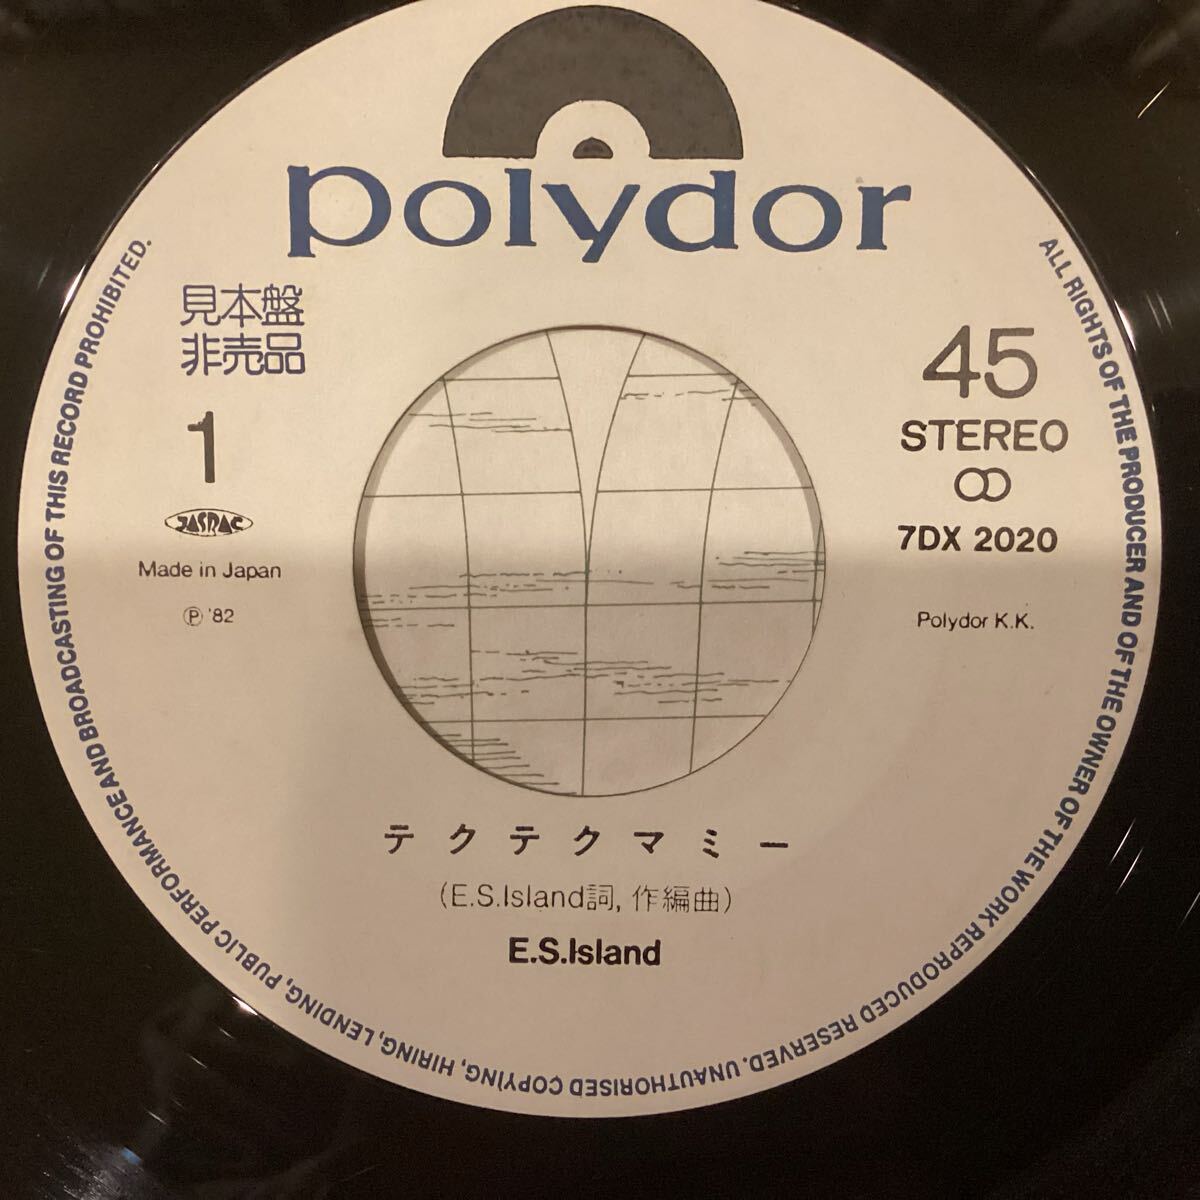 polydor
見本盤
非売品
1
JASRAC
Made in Japan
Ⓟ '82
45
STEREO
7DX 2020
Polydor K.K.
テクテクマミー
(E.S.Island詞, 作編曲)
E.S.Island
ALL RIGHTS OF THE PRODUCER AND OF THE OWNER OF THE WORK REPRODUCED RESERVED. UNAUTHORISED COPYING, HIRING, LENDING, PUBLIC PERFORMANCE AND BROADCASTING OF THIS RECORD PROHIBITED.